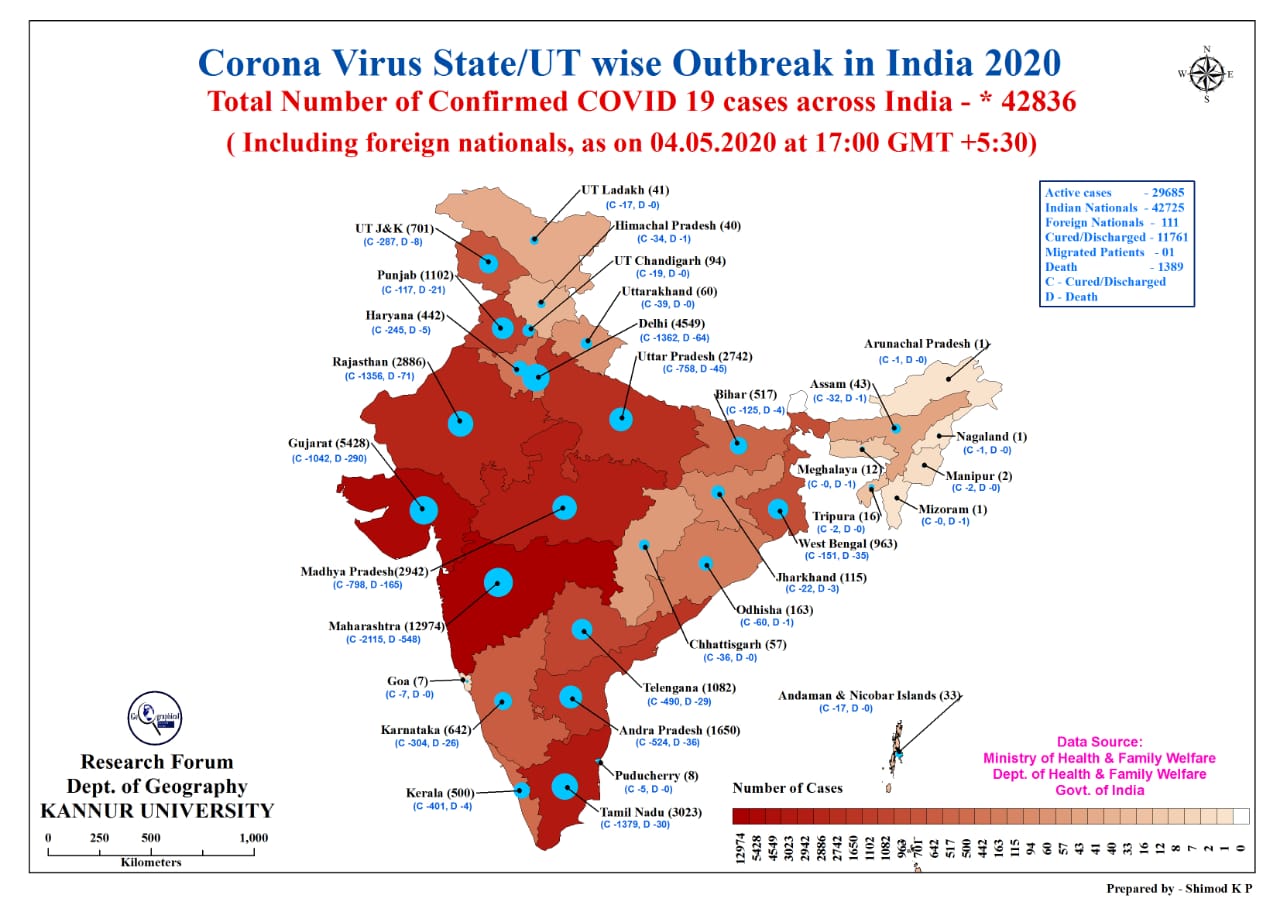 Corona Virus State/UT wise Outbreak in India 2020
Total Number of Confirmed COVID 19 cases across India - * 42836
( Including foreign nationals, as on 04.05.2020 at 17:00 GMT +5:30)
N
W E
S
Active cases - 29685
Indian Nationals - 42725
Foreign Nationals - 111
Cured/Discharged - 11761
Migrated Patients - 01
Death - 1389
C - Cured/Discharged
D - Death
UT Ladakh (41)
(C -17, D -0)
Himachal Pradesh (40)
(C -34, D -1)
UT J&K (701)
(C -287, D -8)
UT Chandigarh (94)
(C -19, D -0)
Punjab (1102)
(C -117, D -21)
Uttarakhand (60)
(C -39, D -0)
Haryana (442)
(C -245, D -5)
Delhi (4549)
(C -1362, D -64)
Rajasthan (2886)
(C -1356, D -71)
Uttar Pradesh (2742)
(C -758, D -45)
Arunachal Pradesh (1)
(C -1, D -0)
Bihar (517)
(C -125, D -4)
Assam (43)
(C -32, D -1)
Gujarat (5428)
(C -1042, D -290)
Nagaland (1)
(C -1, D -0)
Meghalaya (12)
(C -0, D -1)
Manipur (2)
(C -2, D -0)
Mizoram (1)
(C -0, D -1)
Tripura (16)
(C -2, D -0)
West Bengal (963)
(C -151, D -35)
Madhya Pradesh(2942)
(C -798, D -165)
Jharkhand (115)
(C -22, D -3)
Odhisha (163)
(C -60, D -1)
Maharashtra (12974)
(C -2115, D -548)
Chhattisgarh (57)
(C -36, D -0)
Goa (7)
(C -7, D -0)
Telengana (1082)
(C -490, D -29)
Andaman & Nicobar Islands (33)
(C -17, D -0)
Karnataka (642)
(C -304, D -26)
Andra Pradesh (1650)
(C -524, D -36)
Puducherry (8)
(C -5, D -0)
Kerala (500)
(C -401, D -4)
Tamil Nadu (3023)
(C -1379, D -30)
Research Forum
Dept. of Geography
KANNUR UNIVERSITY
0 250 500 1,000
Kilometers
Data Source:
Ministry of Health & Family Welfare
Dept. of Health & Family Welfare
Govt. of India
Number of Cases
12974 5428 4549 3023 2942 2886 2742 1650 1102 1082 963 701 642 517 500 442 163 115 94 60 57 43 41 40 33 16 12 8 7 2 1 0
Prepared by - Shimod K P